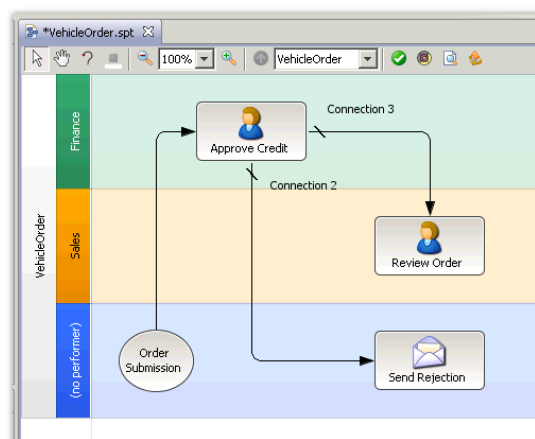 *VehicleOrder.spt
100%
VehicleOrder
VehicleOrder
Finance
Approve Credit
Connection 3
Connection 2
Sales
Review Order
(no performer)
Order
Submission
Send Rejection